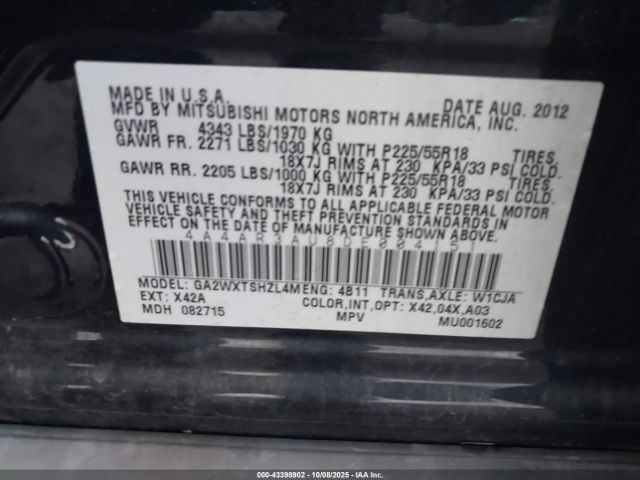 MADE IN U.S.A. DATE AUG. 2012
MFD BY MITSUBISHI MOTORS NORTH AMERICA, INC.
GVWR 4343 LBS/1970 KG
GAWR FR. 2271 LBS/1030 KG WITH P225/55R18 TIRES,
18X7J RIMS AT 230 KPA/33 PSI COLD.
GAWR RR. 2205 LBS/1000 KG WITH P225/55R18 TIRES,
18X7J RIMS AT 230 KPA/33 PSI COLD.
THIS VEHICLE CONFORMS TO ALL APPLICABLE FEDERAL MOTOR
VEHICLE SAFETY AND THEFT PREVENTION STANDARDS IN
EFFECT ON THE DATE OF MANUFACTURE SHOWN ABOVE.
MODEL: GA2WXTSHZL4M ENG: 4B11 TRANS,AXLE: W1CJA
EXT: X42A COLOR,INT,OPT: X42,04X,A03
MDH 082715 MPV MU001602
000-43398902 | 10/08/2025 | IAA Inc.